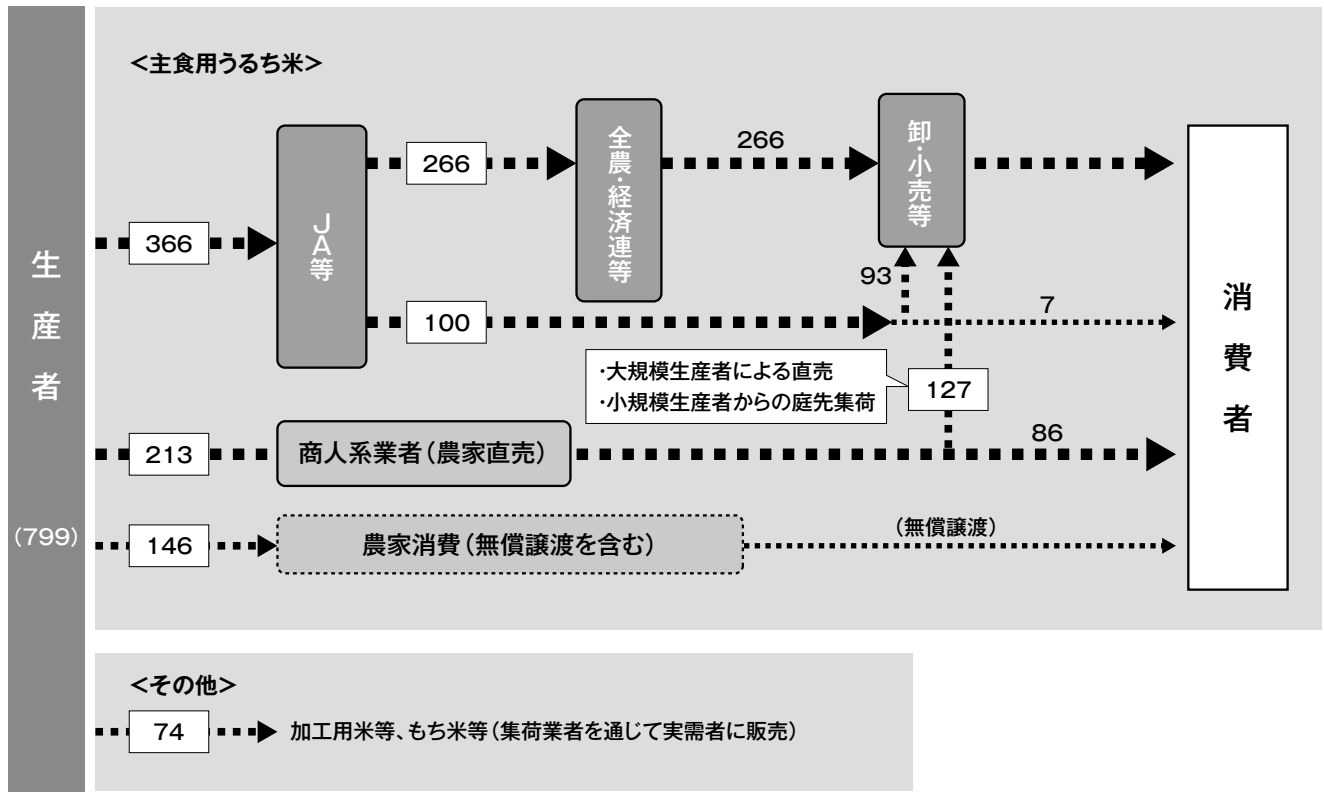 <主食用うるち米>
生産者
(799)
366
JA等
266
全農・経済連等
266
卸・小売等
100
93
7
・大規模生産者による直売
・小規模生産者からの庭先集荷
127
213
商人系業者(農家直売)
86
146
農家消費(無償譲渡を含む)
(無償譲渡)
消費者
<その他>
74
加工用米等、もち米等(集荷業者を通じて実需者に販売)